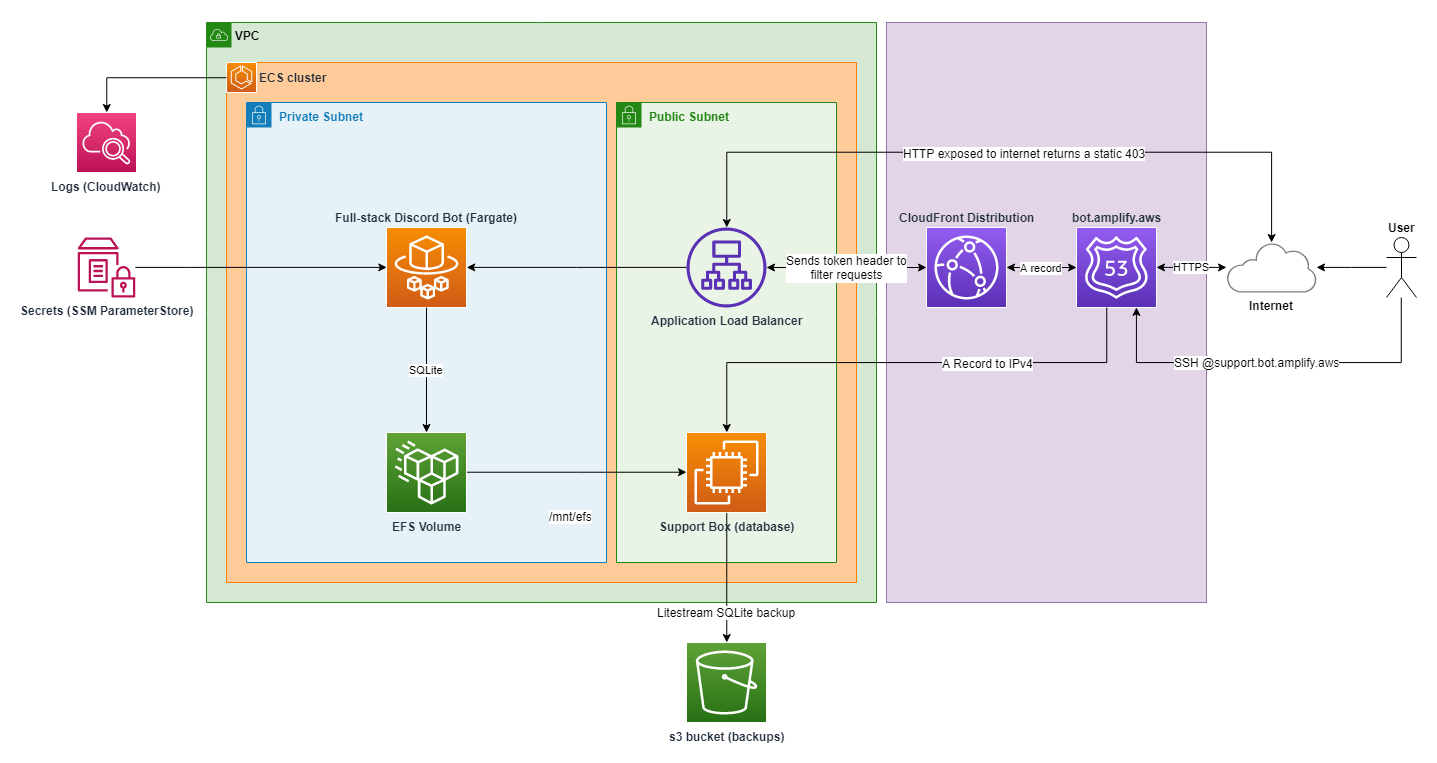 VPC
ECS cluster
Private Subnet
Public Subnet
HTTP exposed to internet returns a static 403
Logs (CloudWatch)
Full-stack Discord Bot (Fargate)
CloudFront Distribution
bot.amplify.aws
User
Sends token header to
filter requests
A record
53
HTTPS
Secrets (SSM ParameterStore)
Application Load Balancer
Internet
SQLite
A Record to IPv4
SSH @support.bot.amplify.aws
/mnt/efs
EFS Volume
Support Box (database)
Litestream SQLite backup
s3 bucket (backups)